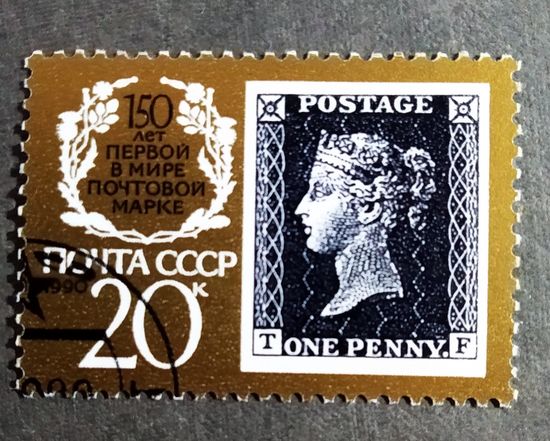 150
ЛЕТ
ПЕРВОЙ
В МИРЕ
ПОЧТОВОЙ
МАРКЕ
ПОЧТА СССР
1990
20 К
POSTAGE
T ONE PENNY. F